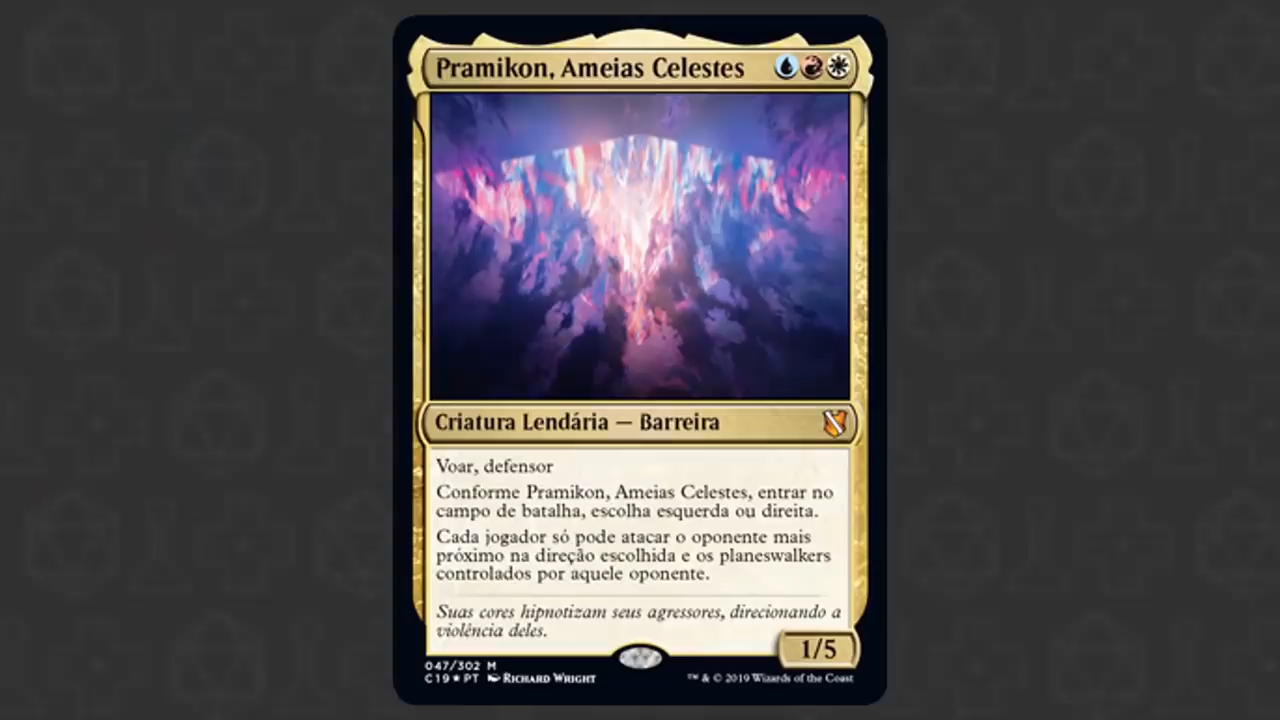 Pramikon, Ameias Celestes
Criatura Lendária — Barreira
Voar, defensor
Conforme Pramikon, Ameias Celestes, entrar no
campo de batalha, escolha esquerda ou direita.
Cada jogador só pode atacar o oponente mais
próximo na direção escolhida e os planeswalkers
controlados por aquele oponente.
Suas cores hipnotizam seus agressores, direcionando a
violência deles.
1/5
047/302 M
C19 ★ PT RICHARD WRIGHT
™ & © 2019 Wizards of the Coast